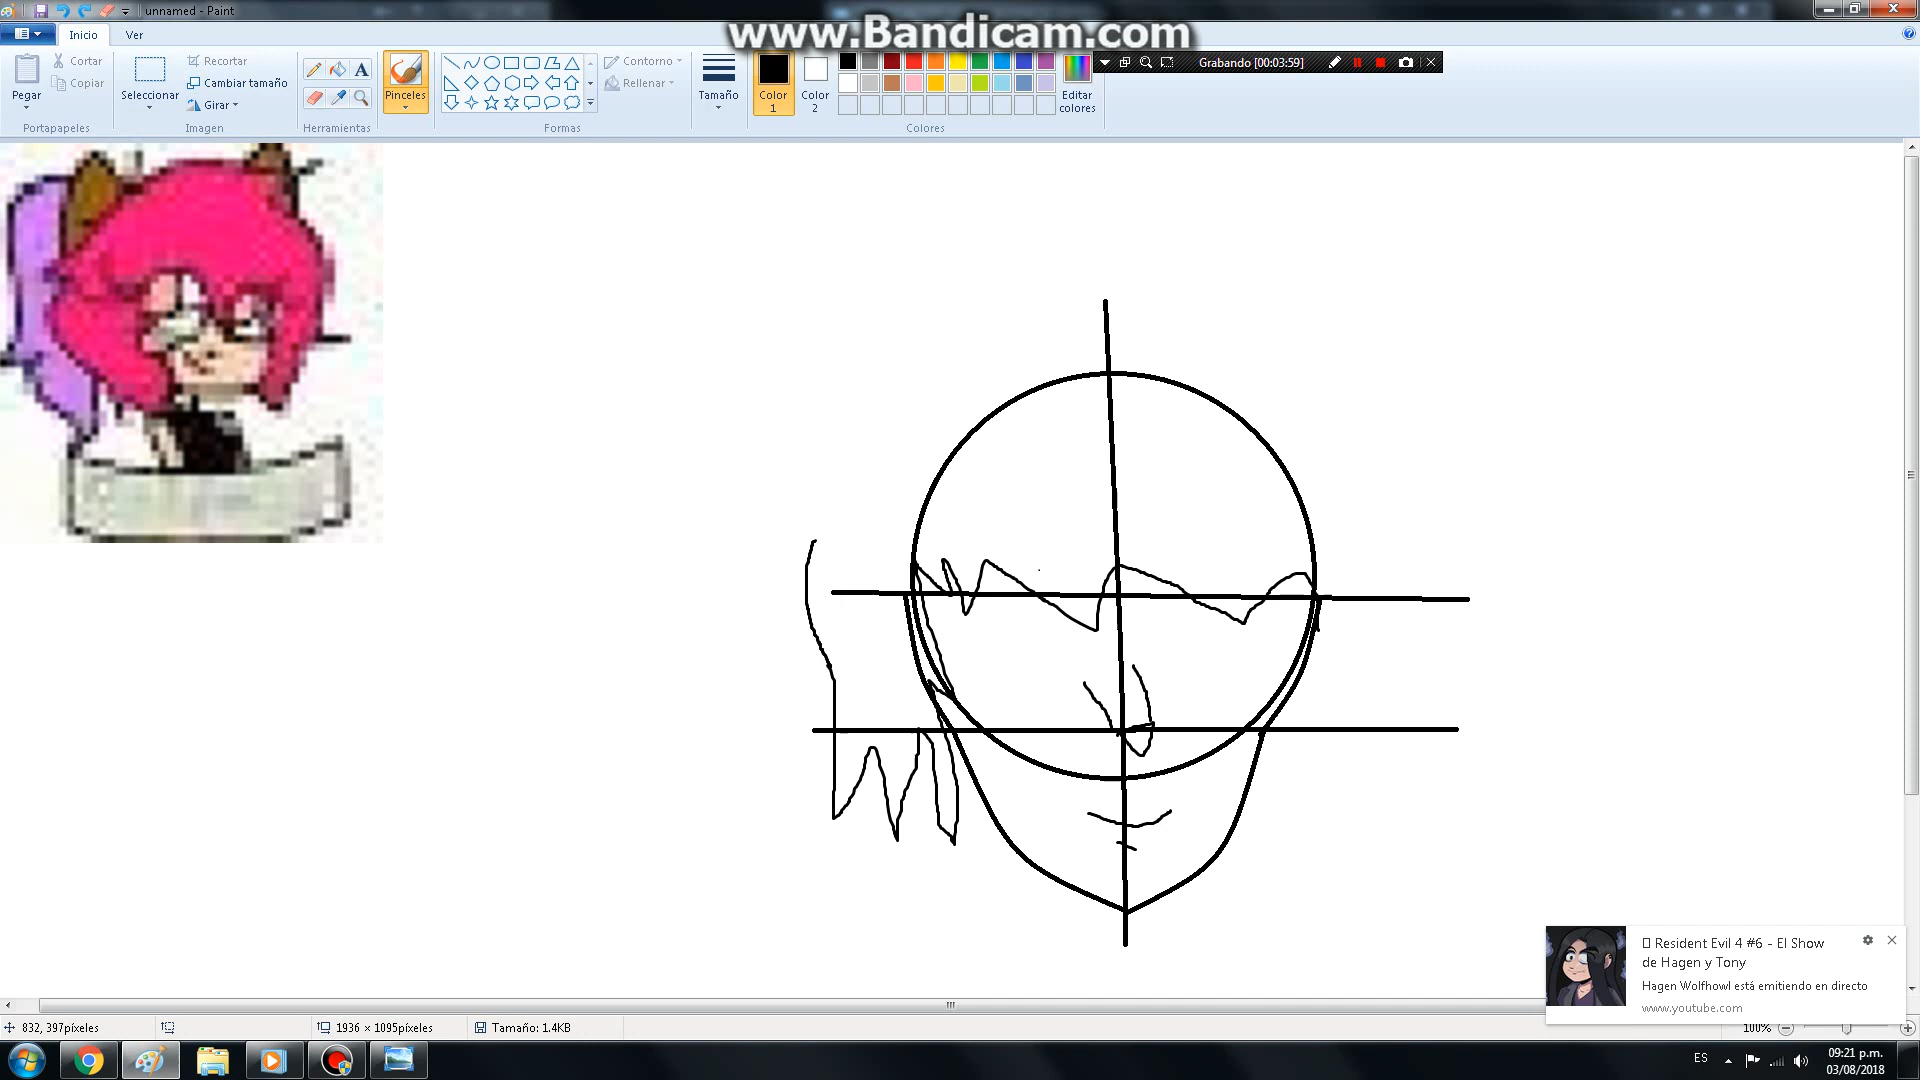 unnamed - Paint
www.Bandicam.com
Inicio
Ver
Pegar
Cortar
Copiar
Portapapeles
Seleccionar
Recortar
Cambiar tamaño
Girar
Imagen
A
Herramientas
Pinceles
Contorno
Rellenar
Formas
Tamaño
Color
1
Color
2
Editar
colores
Colores
Grabando [00:03:59]
Resident Evil 4 #6 - El Show
de Hagen y Tony
Hagen Wolfhowl está emitiendo en directo
www.youtube.com
832, 397píxeles
1936 × 1095píxeles
Tamaño: 1.4KB
100%
ES
09:21 p.m.
03/08/2018